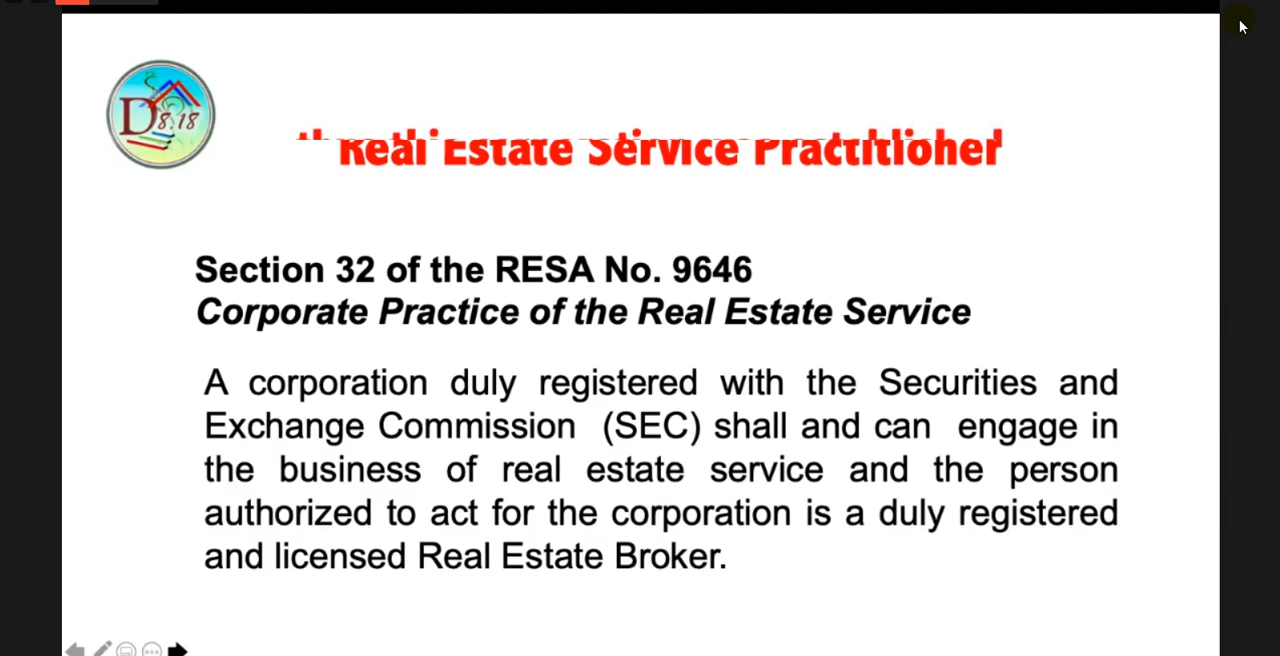 D8.18
Real Estate Service Practitioner
Section 32 of the RESA No. 9646
Corporate Practice of the Real Estate Service
A corporation duly registered with the Securities and
Exchange Commission (SEC) shall and can engage in
the business of real estate service and the person
authorized to act for the corporation is a duly registered
and licensed Real Estate Broker.